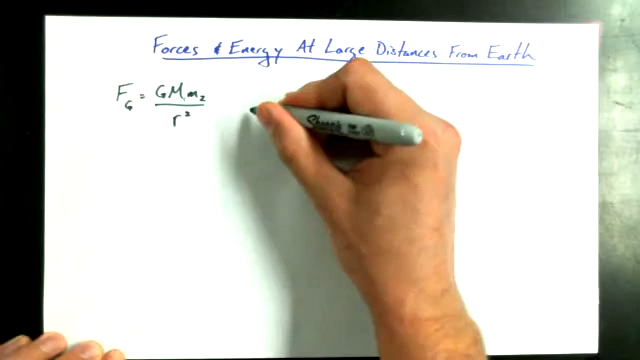 Forces & Energy At Large Distances From Earth
F_G = GMm₂
r²
Sharpie